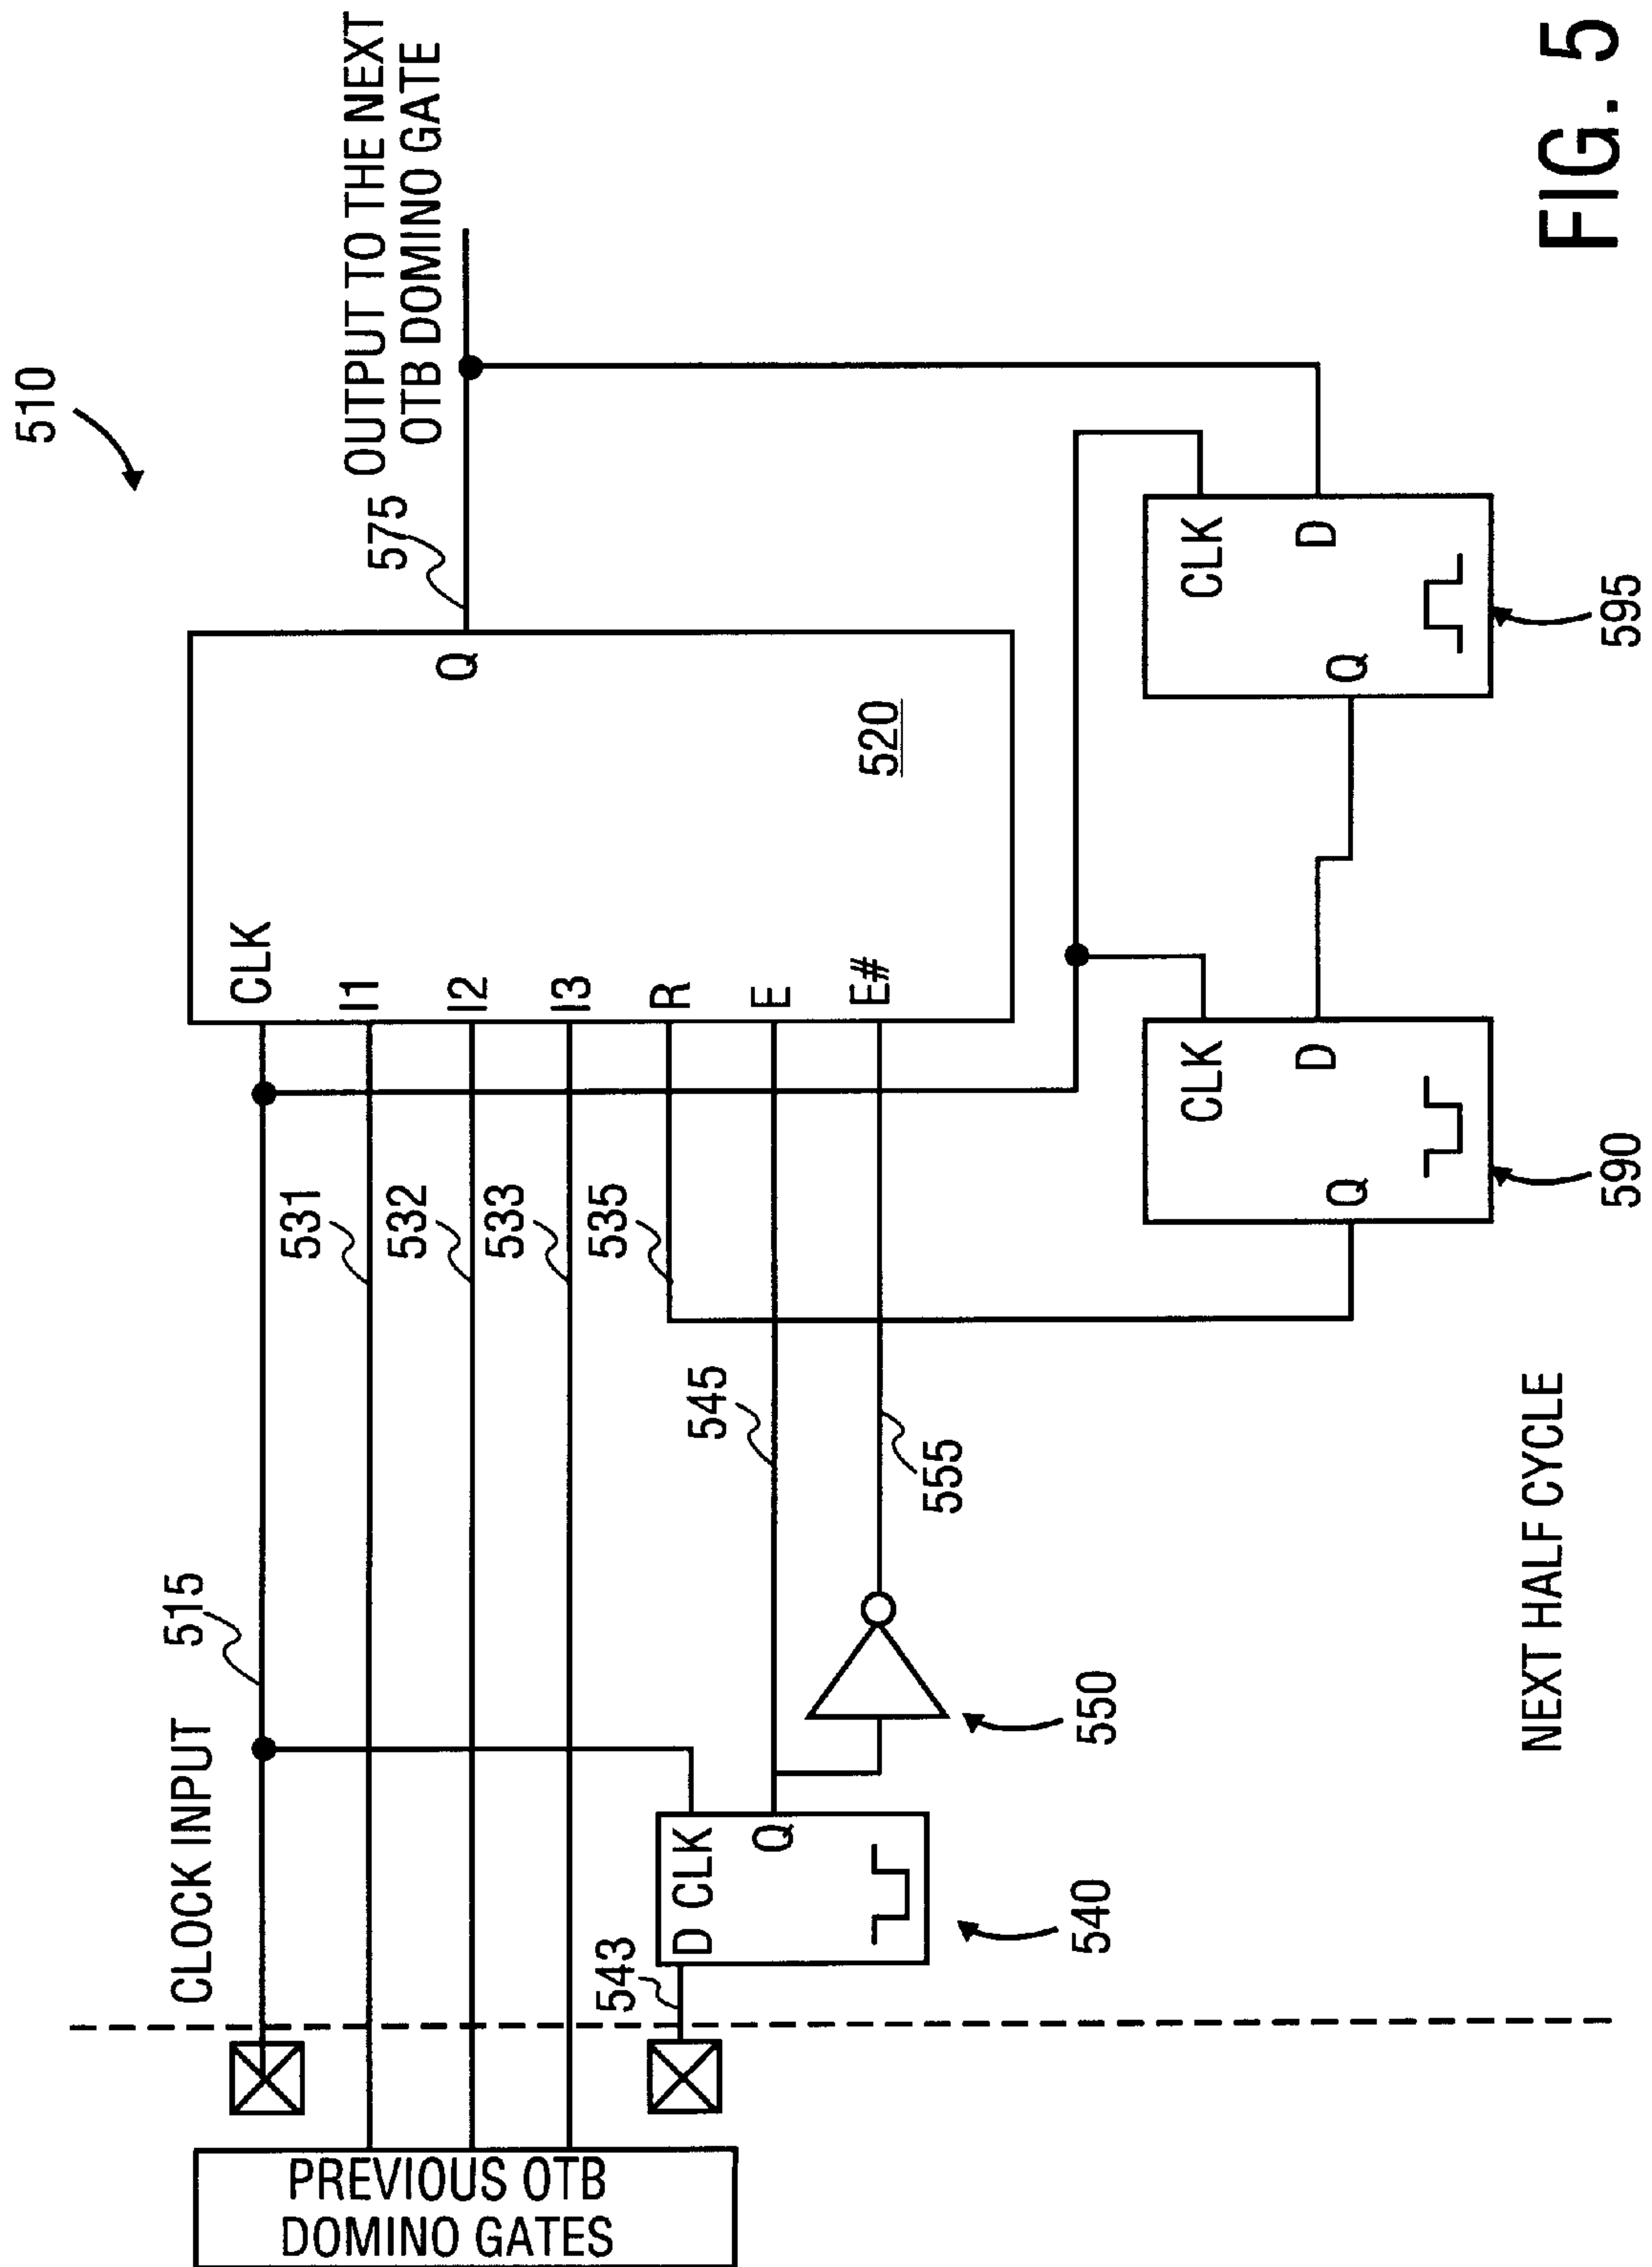 510
OUTPUT TO THE NEXT
OTB DOMINO GATE
575
CLOCK INPUT
515
CLK
Q
531
I1
532
I2
533
I3
535
R
545
E
555
E#
520
PREVIOUS OTB
DOMINO GATES
543
D CLK
Q
540
550
CLK
D
Q
590
CLK
D
Q
595
NEXT HALF CYCLE
FIG. 5